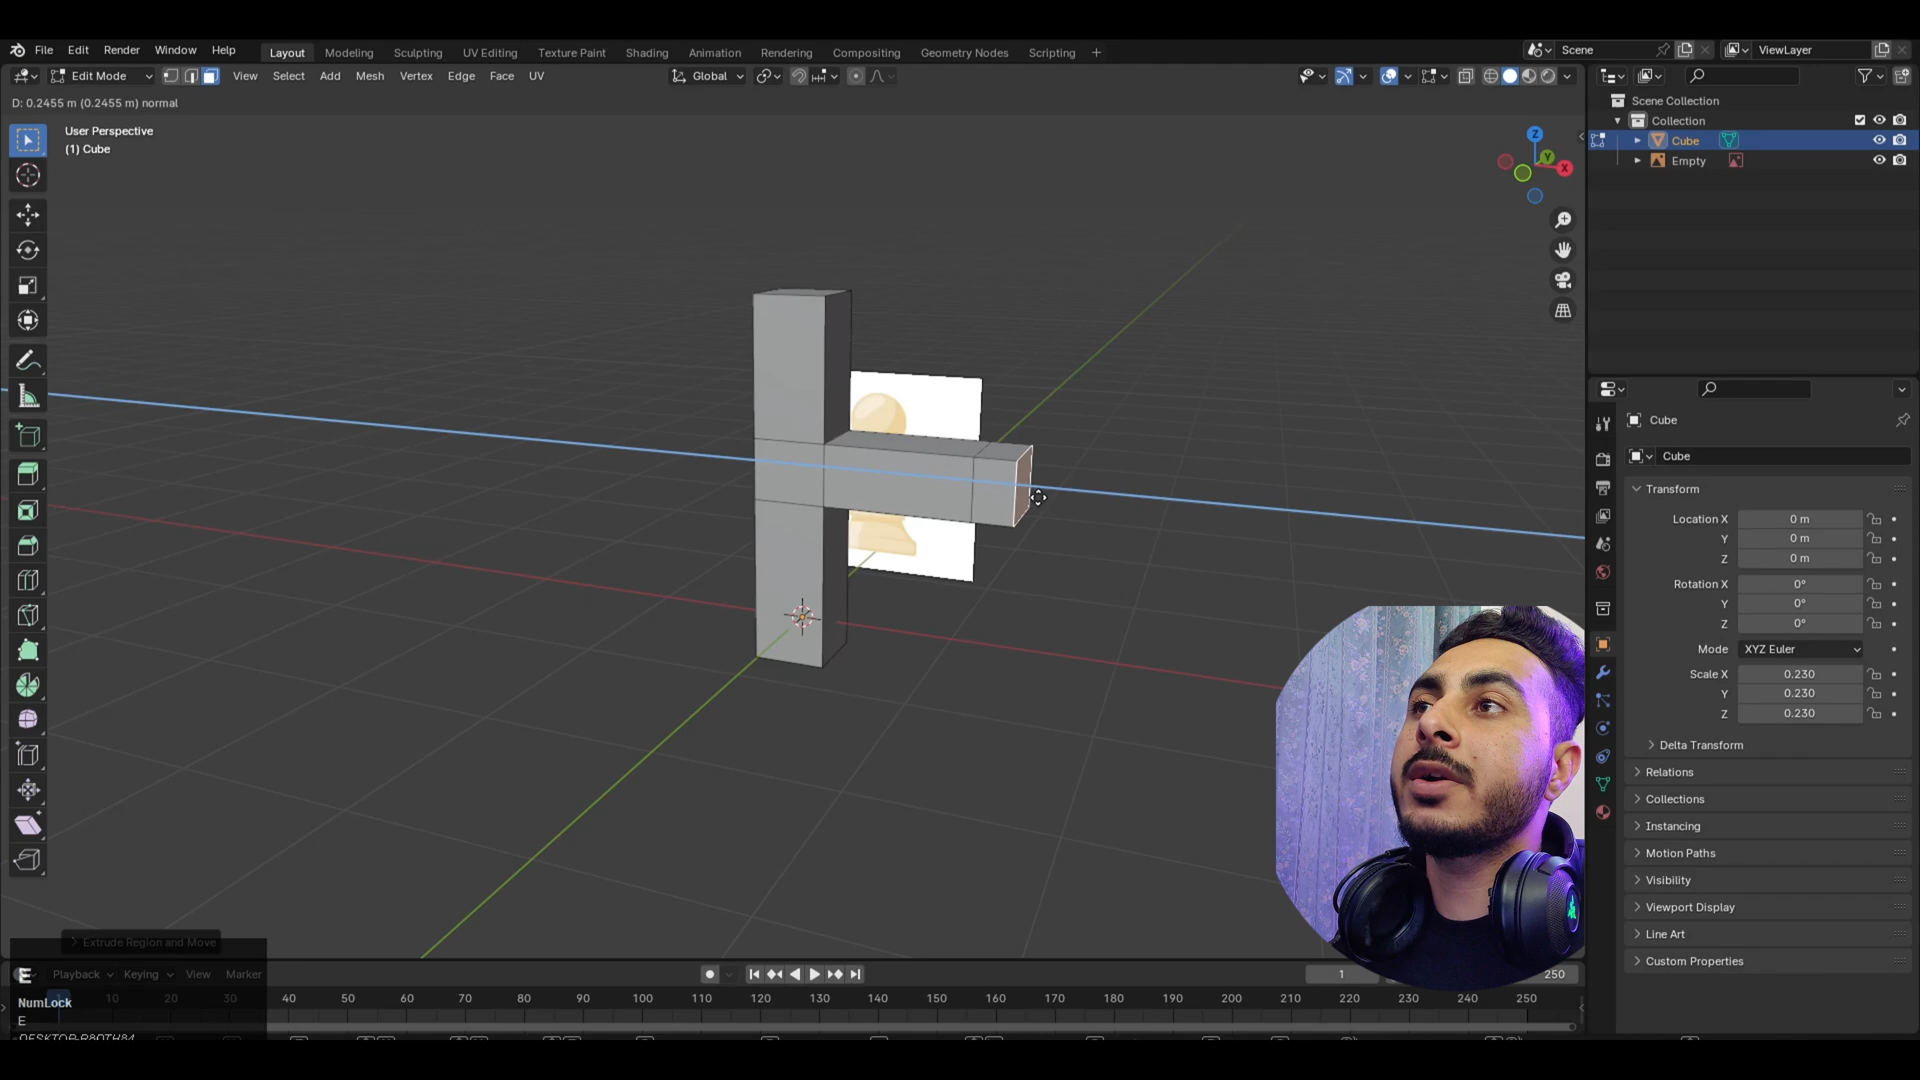 File Edit Render Window Help Layout Modeling Sculpting UV Editing Texture Paint Shading Animation Rendering Compositing Geometry Nodes Scripting + Scene ViewLayer
Edit Mode View Select Add Mesh Vertex Edge Face UV Global
D: 0.2455 m (0.2455 m) normal
User Perspective
(1) Cube
Z
Y
X
Scene Collection
Collection
Cube
Empty
Cube
Cube
Transform
Location X 0 m
Y 0 m
Z 0 m
Rotation X 0°
Y 0°
Z 0°
Mode XYZ Euler
Scale X 0.230
Y 0.230
Z 0.230
Delta Transform
Relations
Collections
Instancing
Motion Paths
Visibility
Viewport Display
Line Art
Custom Properties
Extrude Region and Move
E
Playback Keying View Marker 1 250
10 20 30 40 50 60 70 80 90 100 110 120 130 140 150 160 170 180 190 200 210 220 230 240 250
NumLock
E